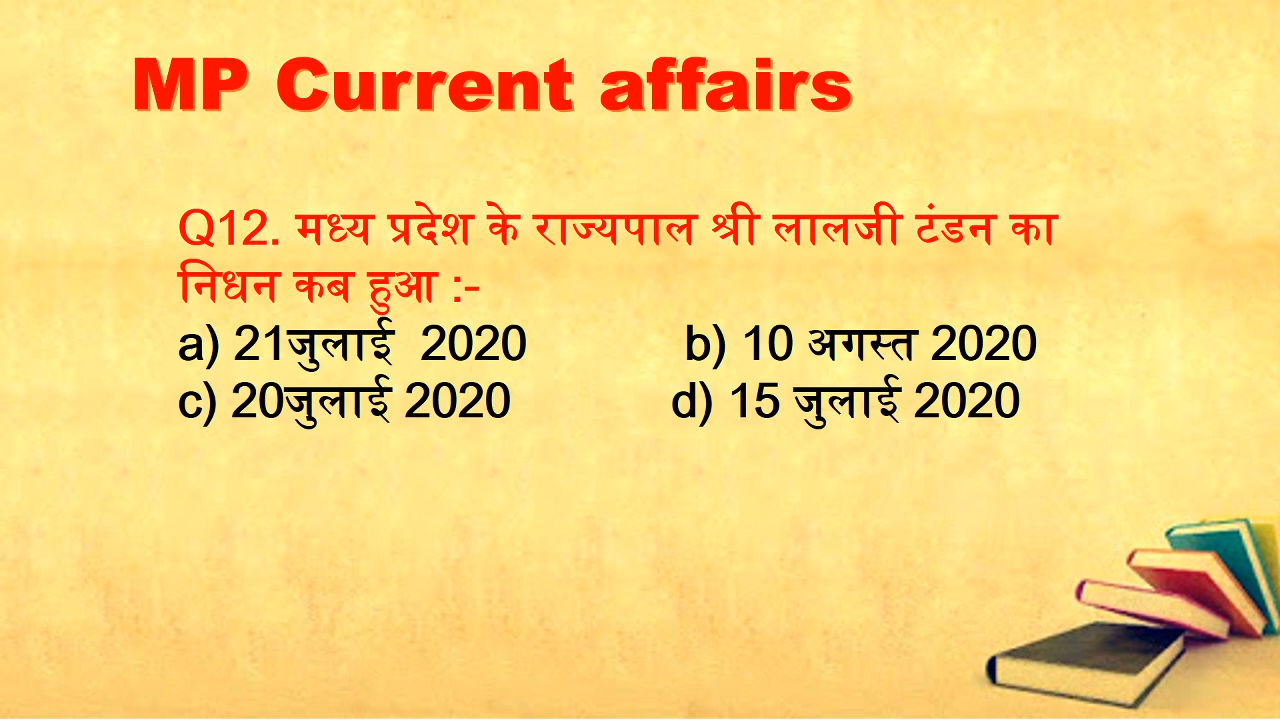 MP Current affairs
Q12. मध्य प्रदेश के राज्यपाल श्री लालजी टंडन का
निधन कब हुआ :-
a) 21जुलाई  2020 b) 10 अगस्त 2020
c) 20जुलाई 2020 d) 15 जुलाई 2020